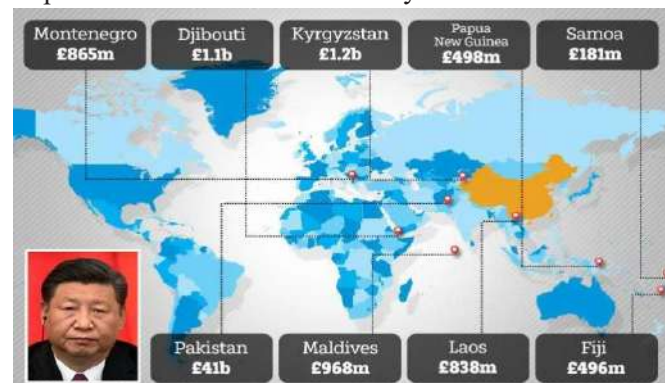 Montenegro
£865m
Djibouti
£1.1b
Kyrgyzstan
£1.2b
Papua
New Guinea
£498m
Samoa
£181m
Pakistan
£41b
Maldives
£968m
Laos
£838m
Fiji
£496m